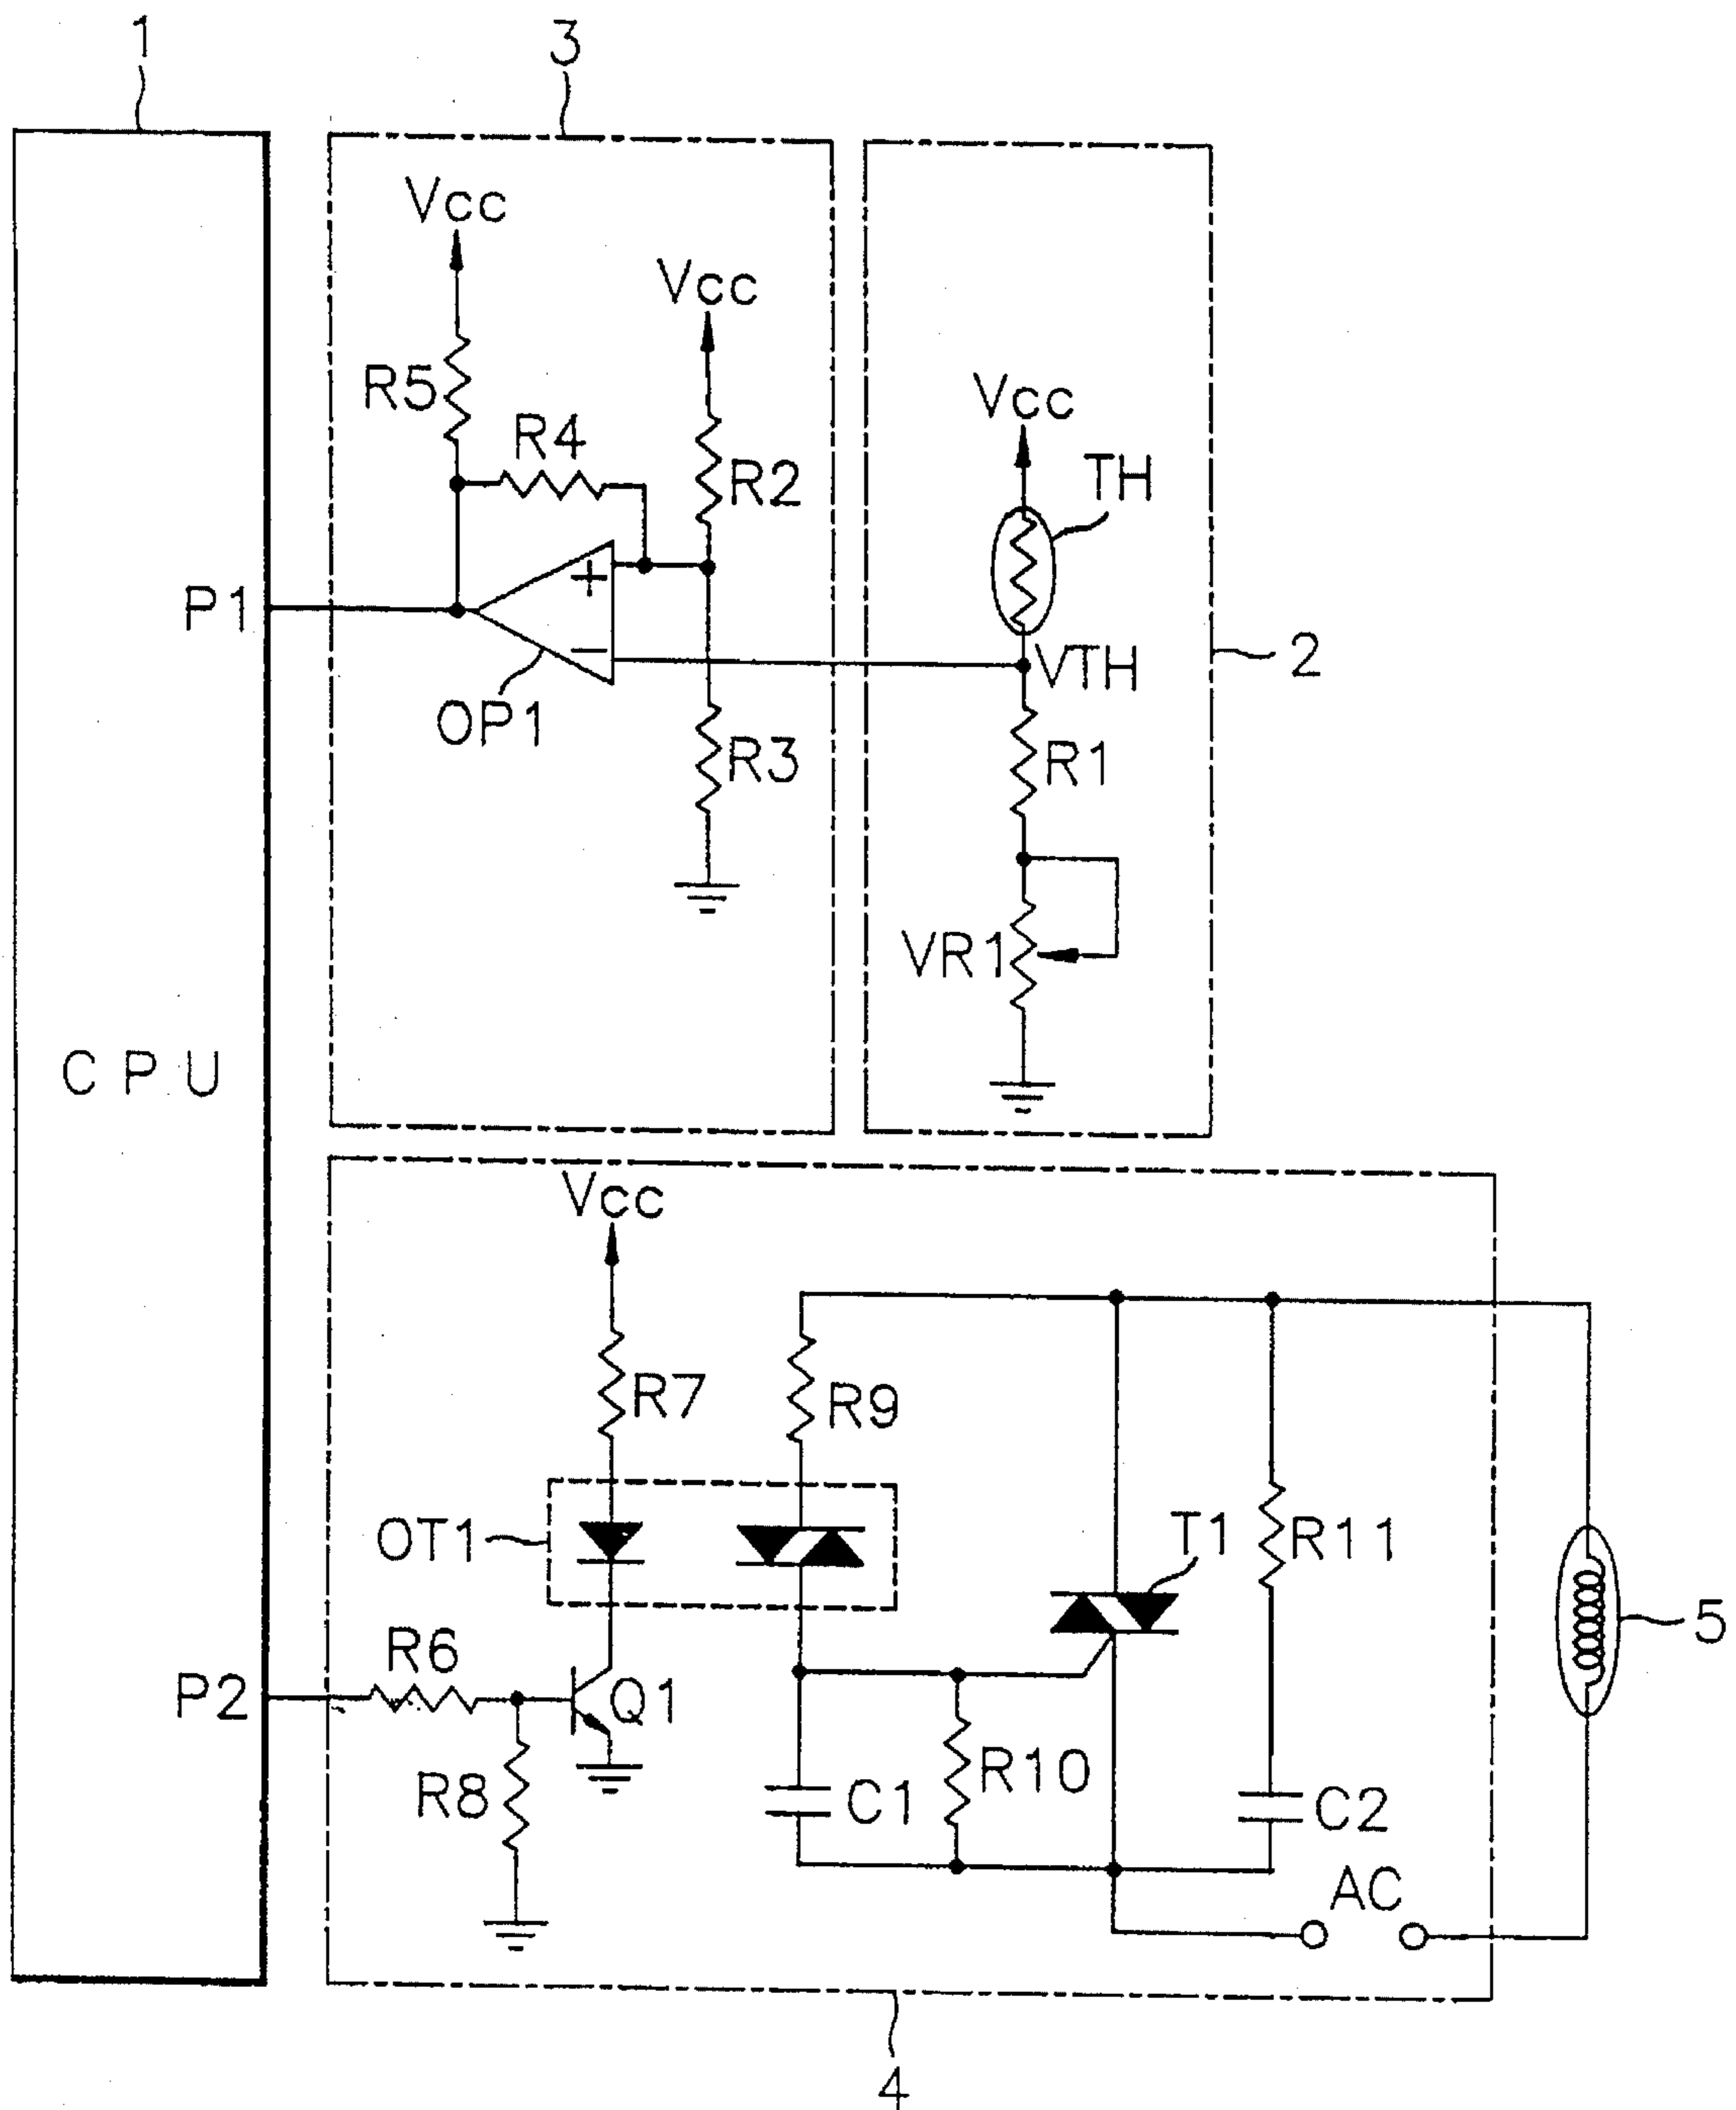 1
3
Vcc
Vcc
R5
R4
R2
Vcc
TH
P1
+
−
VTH
2
OP1
R3
R1
VR1
C P U
Vcc
R7
R9
OT1
T1
R11
5
R6
P2
Q1
R8
C1
R10
C2
AC
4